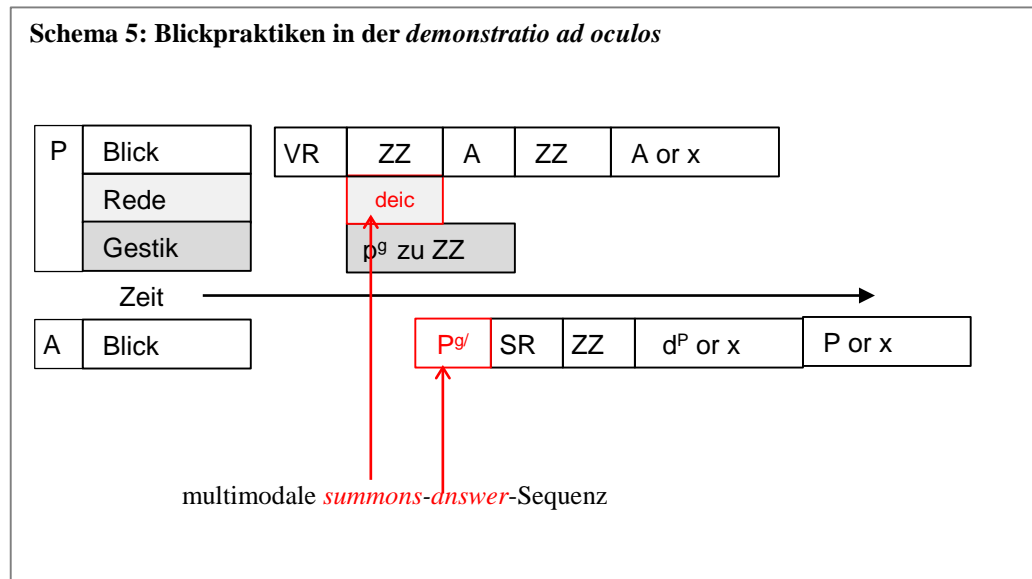 Schema 5: Blickpraktiken in der demonstratio ad oculos
P Blick VR ZZ A ZZ A or x
Rede deic
Gestik pᵍ zu ZZ
Zeit
A Blick Pᵍ/ SR ZZ dᴾ or x P or x
multimodale summons-answer-Sequenz